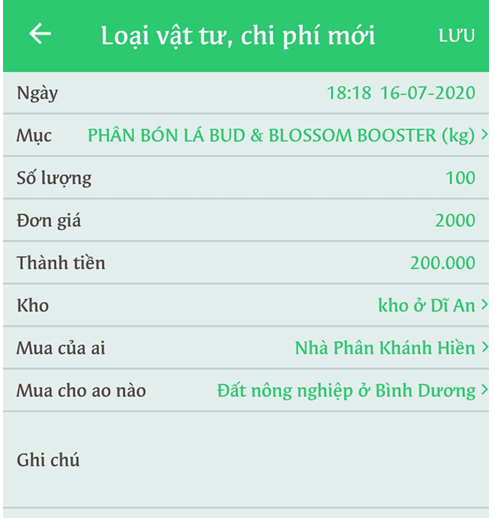 Loại vật tư, chi phí mới LƯU
Ngày 18:18 16-07-2020
Mục PHÂN BÓN LÁ BUD & BLOSSOM BOOSTER (kg)
Số lượng 100
Đơn giá 2000
Thành tiền 200.000
Kho kho ở Dĩ An
Mua của ai Nhà Phân Khánh Hiền
Mua cho ao nào Đất nông nghiệp ở Bình Dương
Ghi chú